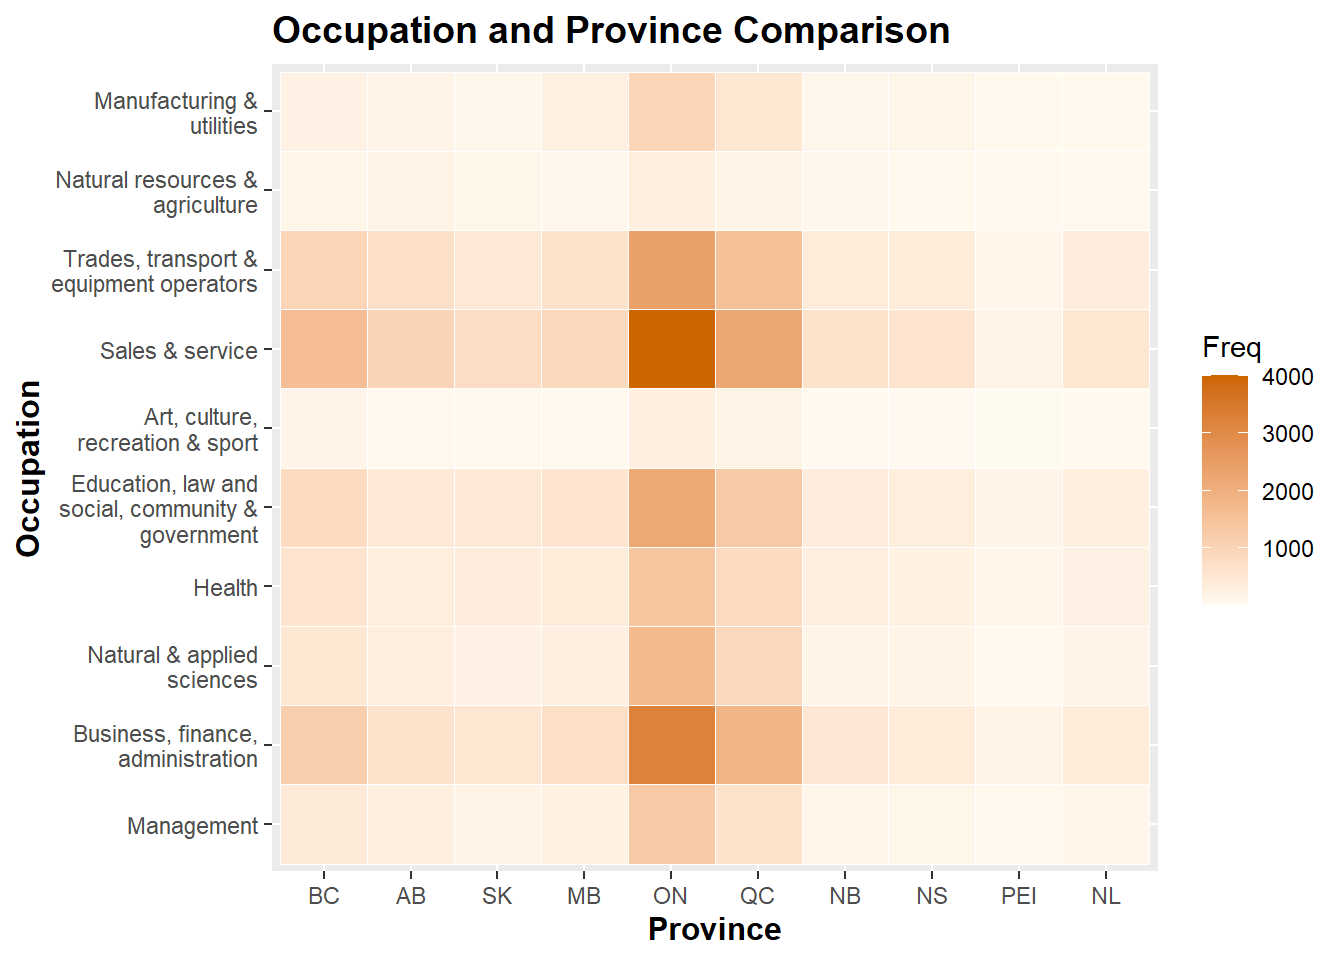 Occupation and Province Comparison
Manufacturing &
utilities
Natural resources &
agriculture
Trades, transport &
equipment operators
Sales & service
Art, culture,
recreation & sport
Education, law and
social, community &
government
Health
Natural & applied
sciences
Business, finance,
administration
Management
Occupation
BC AB SK MB ON QC NB NS PEI NL
Province
Freq
4000
3000
2000
1000